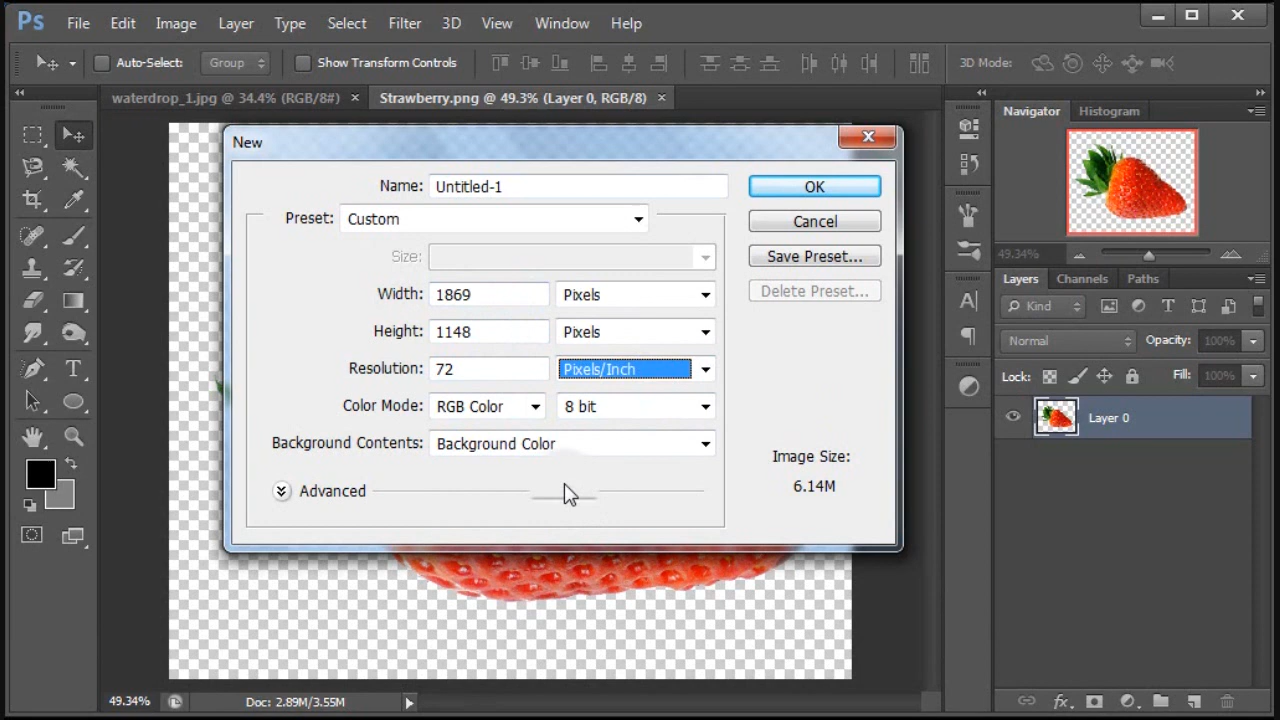 Ps File Edit Image Layer Type Select Filter 3D View Window Help
Auto-Select: Group Show Transform Controls 3D Mode:
waterdrop_1.jpg @ 34.4% (RGB/8#) × Strawberry.png @ 49.3% (Layer 0, RGB/8) ×
Navigator Histogram
49.34%
Layers Channels Paths
Kind
Normal Opacity: 100%
Lock: Fill: 100%
Layer 0
New
Name: Untitled-1
OK
Preset: Custom
Cancel
Size:
Save Preset...
Width: 1869 Pixels
Delete Preset...
Height: 1148 Pixels
Resolution: 72 Pixels/Inch
Color Mode: RGB Color 8 bit
Background Contents: Background Color
Image Size:
6.14M
Advanced
49.34% Doc: 2.89M/3.55M
fx